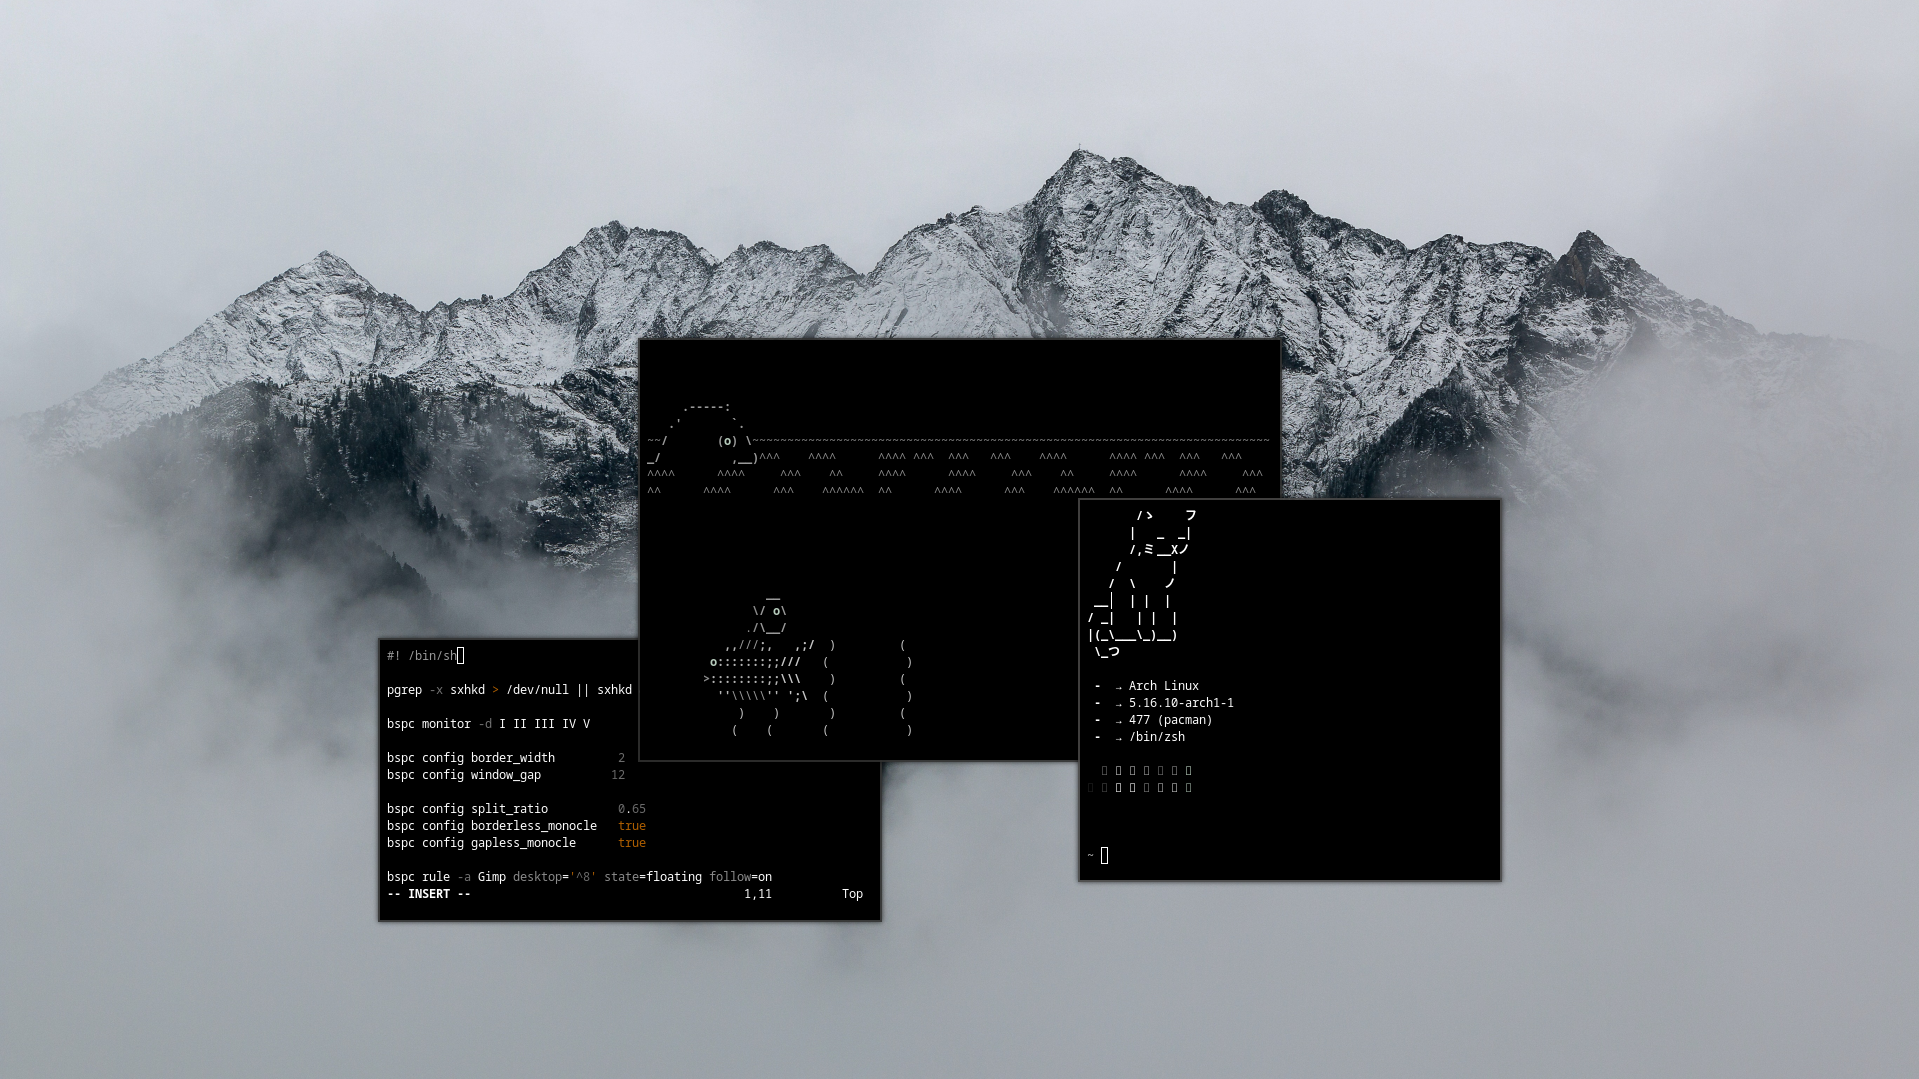 #! /bin/sh
pgrep -x sxhkd > /dev/null || sxhkd
bspc monitor -d I II III IV V
bspc config border_width 2
bspc config window_gap 12
bspc config split_ratio 0.65
bspc config borderless_monocle true
bspc config gapless_monocle true
bspc rule -a Gimp desktop='^8' state=floating follow=on
-- INSERT -- 1,11 Top
- → Arch Linux
- → 5.16.10-arch1-1
- → 477 (pacman)
- → /bin/zsh
~